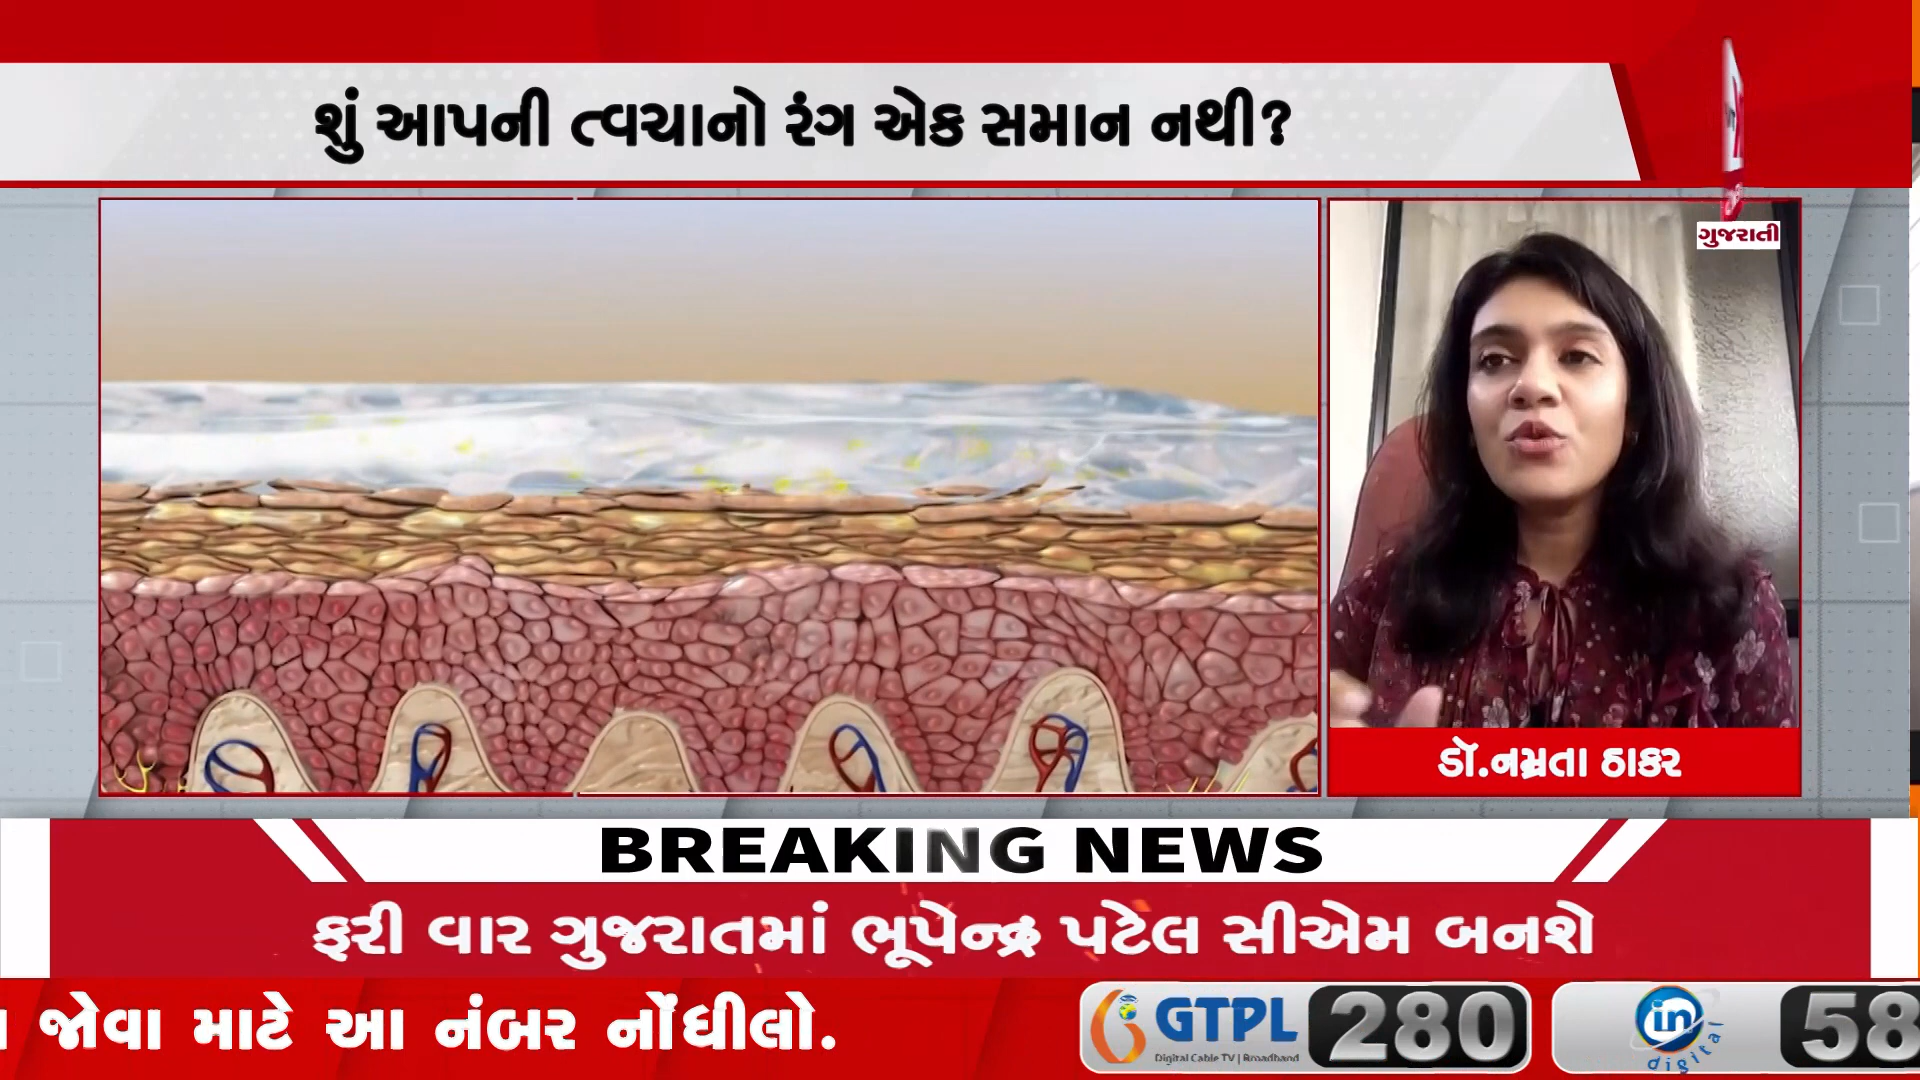 શું આપની ત્વચાનો રંગ એક સમાન નથી?
ગુજરાતી
ડૉ.નમ્રતા ઠાકર
BREAKING NEWS
ફરી વાર ગુજરાતમાં ભૂપેન્દ્ર પટેલ સીએમ બનશે
જોવા માટે આ નંબર નોંધીલો.
GTPL 280
Digital Cable TV | Broadband
in digital 58